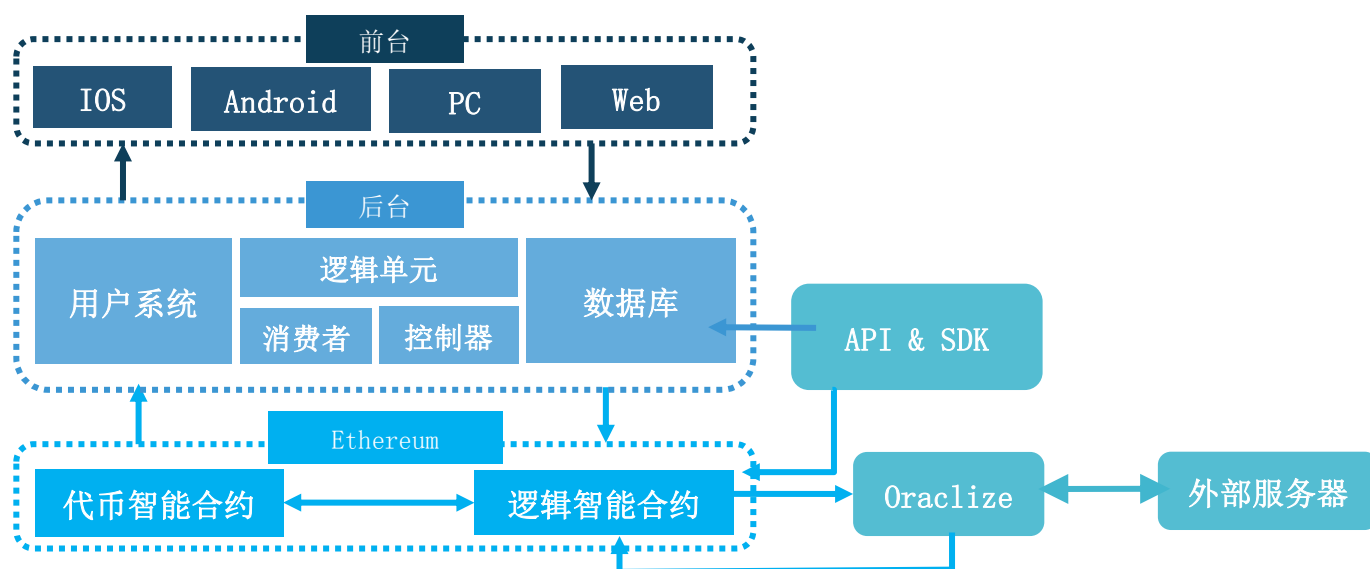 前台
IOS
Android
PC
Web
后台
用户系统
逻辑单元
消费者
控制器
数据库
API & SDK
Ethereum
代币智能合约
逻辑智能合约
Oraclize
外部服务器